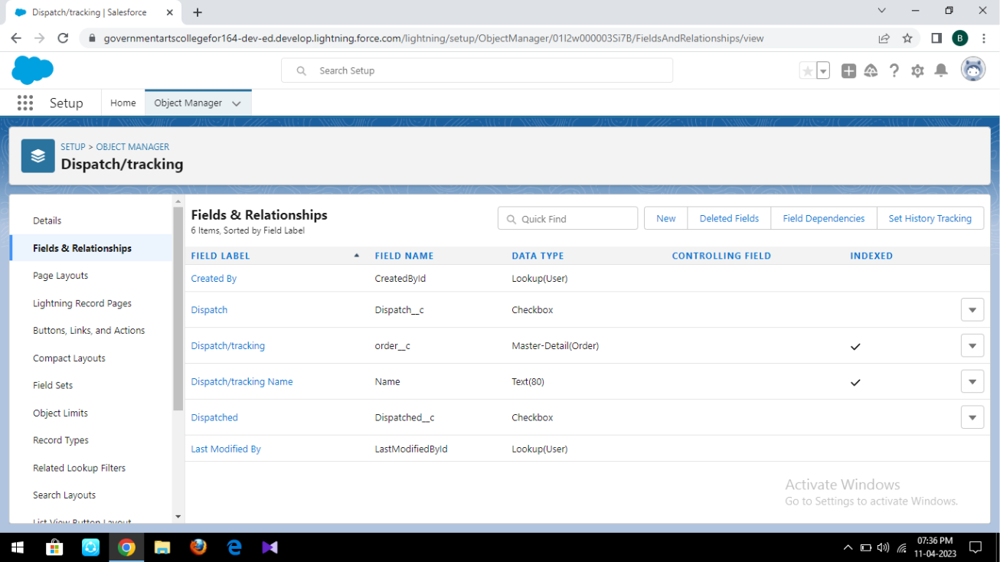 Dispatch/tracking | Salesforce
governmentartscollegefor164-dev-ed.develop.lightning.force.com/lightning/setup/ObjectManager/01I2w000003Si7B/FieldsAndRelationships/view
B
Search Setup
Setup Home Object Manager
SETUP > OBJECT MANAGER
Dispatch/tracking
Details
Fields & Relationships
Page Layouts
Lightning Record Pages
Buttons, Links, and Actions
Compact Layouts
Field Sets
Object Limits
Record Types
Related Lookup Filters
Search Layouts
List View Button Layout
Fields & Relationships
6 Items, Sorted by Field Label
Quick Find New Deleted Fields Field Dependencies Set History Tracking
FIELD LABEL FIELD NAME DATA TYPE CONTROLLING FIELD INDEXED
Created By CreatedById Lookup(User)
Dispatch Dispatch__c Checkbox
Dispatch/tracking order__c Master-Detail(Order)
Dispatch/tracking Name Name Text(80)
Dispatched Dispatched__c Checkbox
Last Modified By LastModifiedById Lookup(User)
Activate Windows
Go to Settings to activate Windows.
07:36 PM
11-04-2023